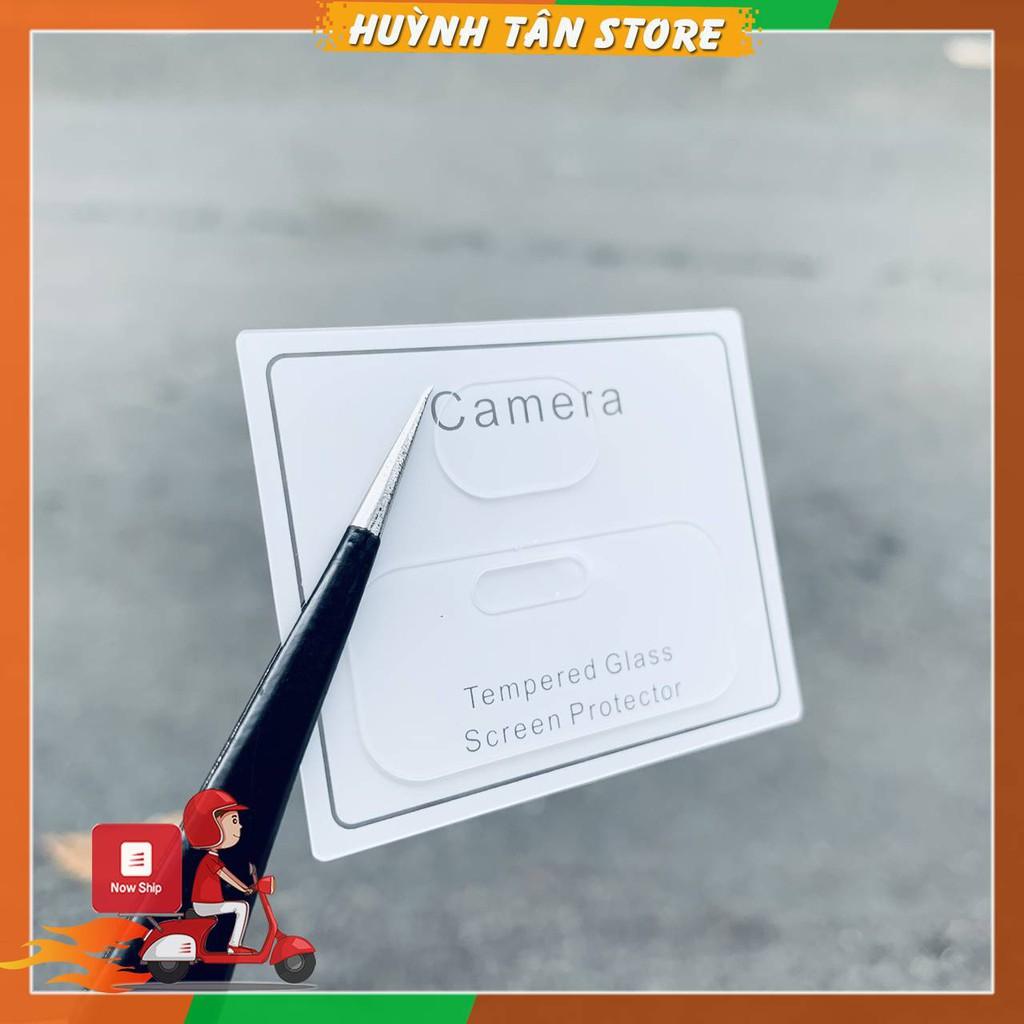 HUỲNH TÂN STORE
Camera
Tempered Glass
Screen Protector
Now Ship